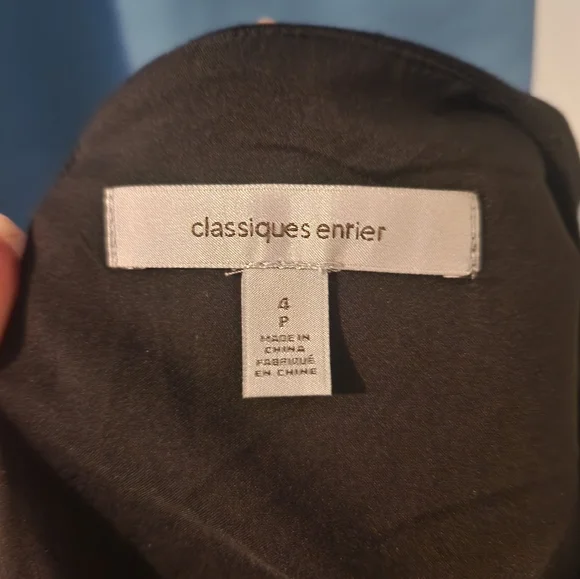 classiques entier
4
P
MADE IN
CHINA
FABRIQUÉ
EN CHINE